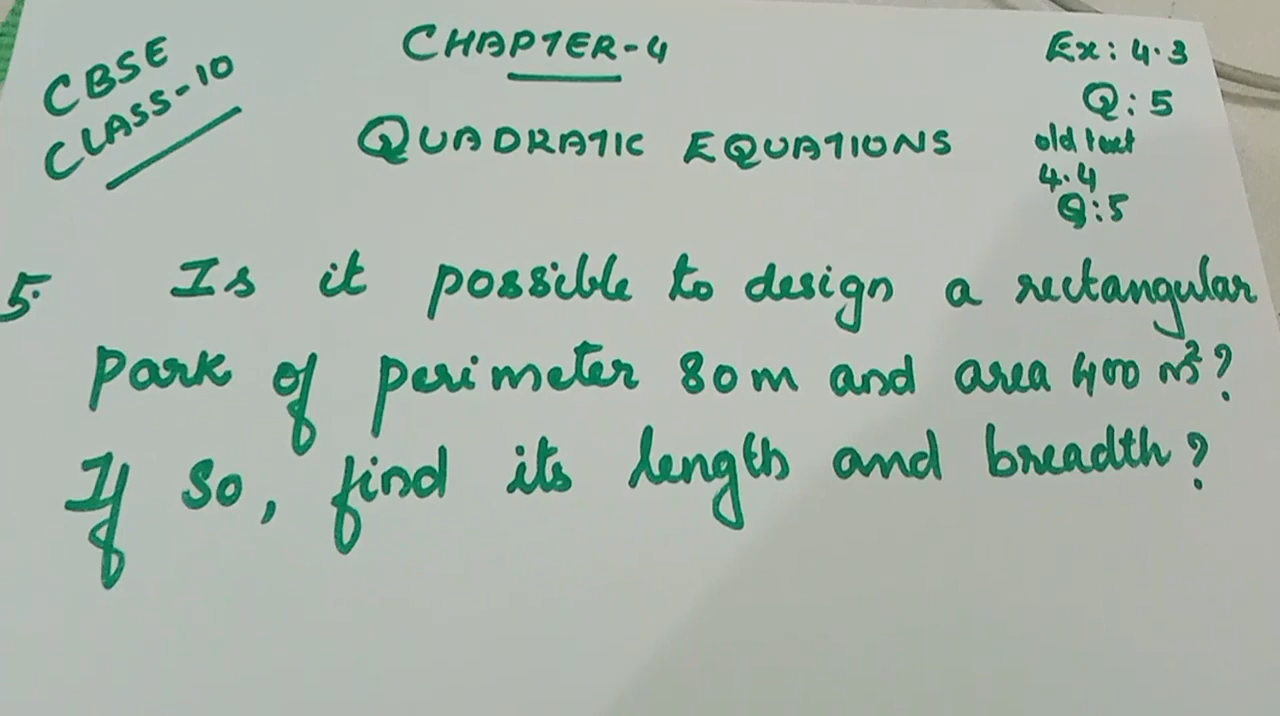 CBSE
CLASS-10
CHAPTER-4
QUADRATIC EQUATIONS
Ex: 4.3
Q: 5
old text
4.4
Q:5
5. Is it possible to design a rectangular
park of perimeter 80m and area 400 m²?
If so, find its length and breadth?